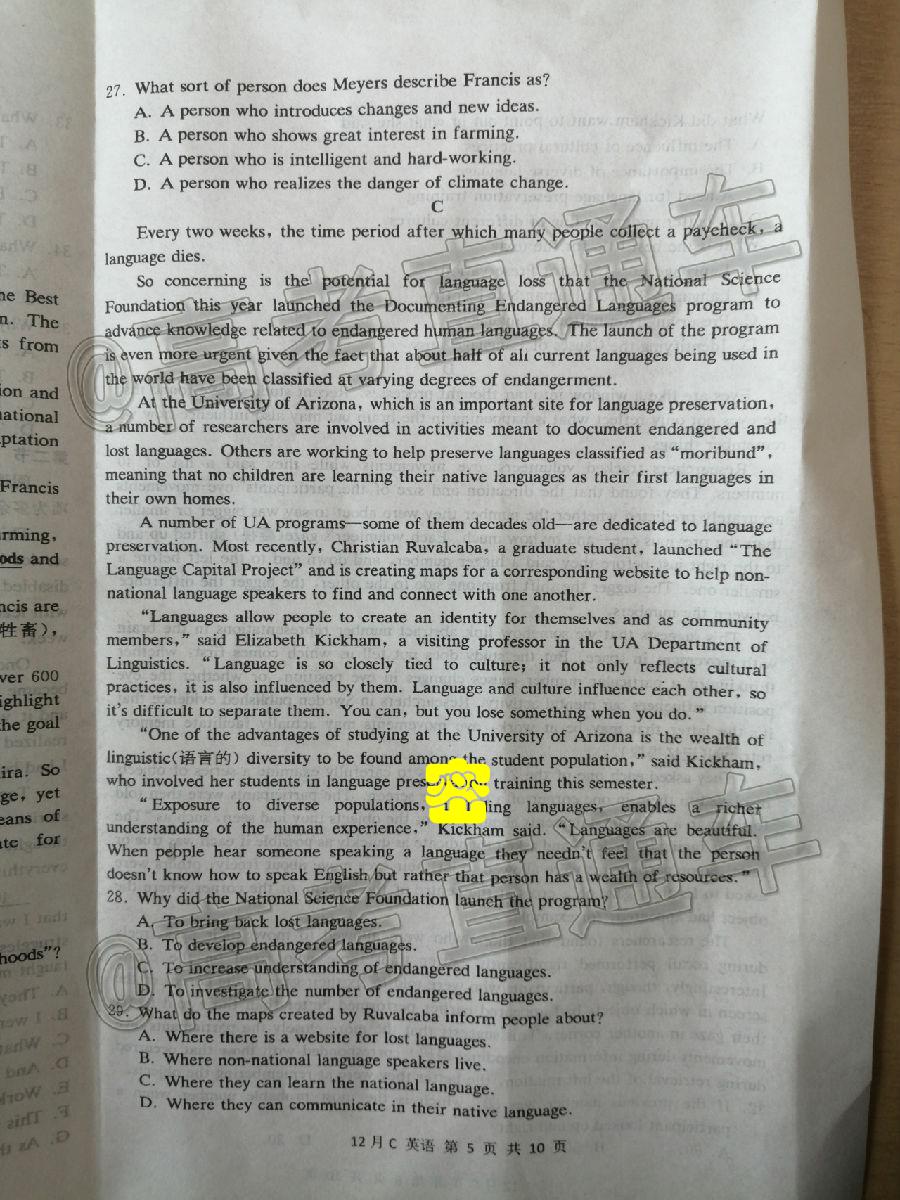 27. What sort of person does Meyers describe Francis as?
A. A person who introduces changes and new ideas.
B. A person who shows great interest in farming.
C. A person who is intelligent and hard-working.
D. A person who realizes the danger of climate change.
C
Every two weeks, the time period after which many people collect a paycheck, a
language dies.
So concerning is the potential for language loss that the National Science
Foundation this year launched the Documenting Endangered Languages program to
advance knowledge related to endangered human languages. The launch of the program
is even more urgent given the fact that about half of all current languages being used in
the world have been classified at varying degrees of endangerment.
At the University of Arizona, which is an important site for language preservation,
a number of researchers are involved in activities meant to document endangered and
lost languages. Others are working to help preserve languages classified as “moribund”,
meaning that no children are learning their native languages as their first languages in
their own homes.
A number of UA programs—some of them decades old—are dedicated to language
preservation. Most recently, Christian Ruvalcaba, a graduate student, launched “The
Language Capital Project” and is creating maps for a corresponding website to help non-
national language speakers to find and connect with one another.
“Languages allow people to create an identity for themselves and as community
members,” said Elizabeth Kickham, a visiting professor in the UA Department of
Linguistics. “Language is so closely tied to culture; it not only reflects cultural
practices, it is also influenced by them. Language and culture influence each other, so
it's difficult to separate them. You can, but you lose something when you do.”
“One of the advantages of studying at the University of Arizona is the wealth of
linguistic(语言的) diversity to be found among the student population,” said Kickham,
who involved her students in language training this semester.
“Exposure to diverse populations, languages, enables a richer
understanding of the human experience,” Kickham said. “Languages are beautiful.
When people hear someone speaking a language they needn't feel that the person
doesn't know how to speak English but rather that person has a wealth of resources.”
28. Why did the National Science Foundation launch the program?
A. To bring back lost languages.
B. To develop endangered languages.
C. To increase understanding of endangered languages.
D. To investigate the number of endangered languages.
29. What do the maps created by Ruvalcaba inform people about?
A. Where there is a website for lost languages.
B. Where non-national language speakers live.
C. Where they can learn the national language.
D. Where they can communicate in their native language.
12月C 英语 第 5 页 共 10 页
@高考直通车
@高考直通车